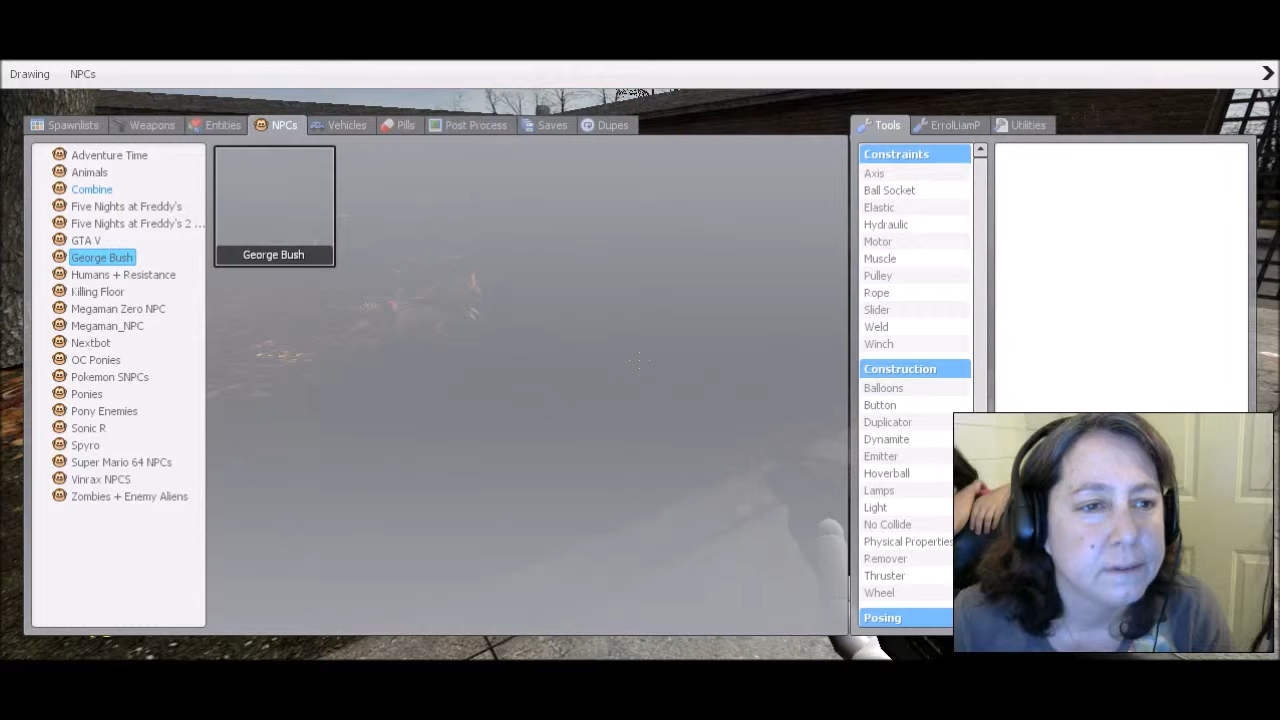 Drawing NPCs
Spawnlists Weapons Entities NPCs Vehicles Pills Post Process Saves Dupes
Adventure Time
Animals
Combine
Five Nights at Freddy's
Five Nights at Freddy's 2 ...
GTA V
George Bush
Humans + Resistance
Killing Floor
Megaman Zero NPC
Megaman_NPC
Nextbot
OC Ponies
Pokemon SNPCs
Ponies
Pony Enemies
Sonic R
Spyro
Super Mario 64 NPCs
Vinrax NPCS
Zombies + Enemy Aliens
George Bush
Tools ErrolLiamP Utilities
Constraints
Axis
Ball Socket
Elastic
Hydraulic
Motor
Muscle
Pulley
Rope
Slider
Weld
Winch
Construction
Balloons
Button
Duplicator
Dynamite
Emitter
Hoverball
Lamps
Light
No Collide
Physical Properties
Remover
Thruster
Wheel
Posing